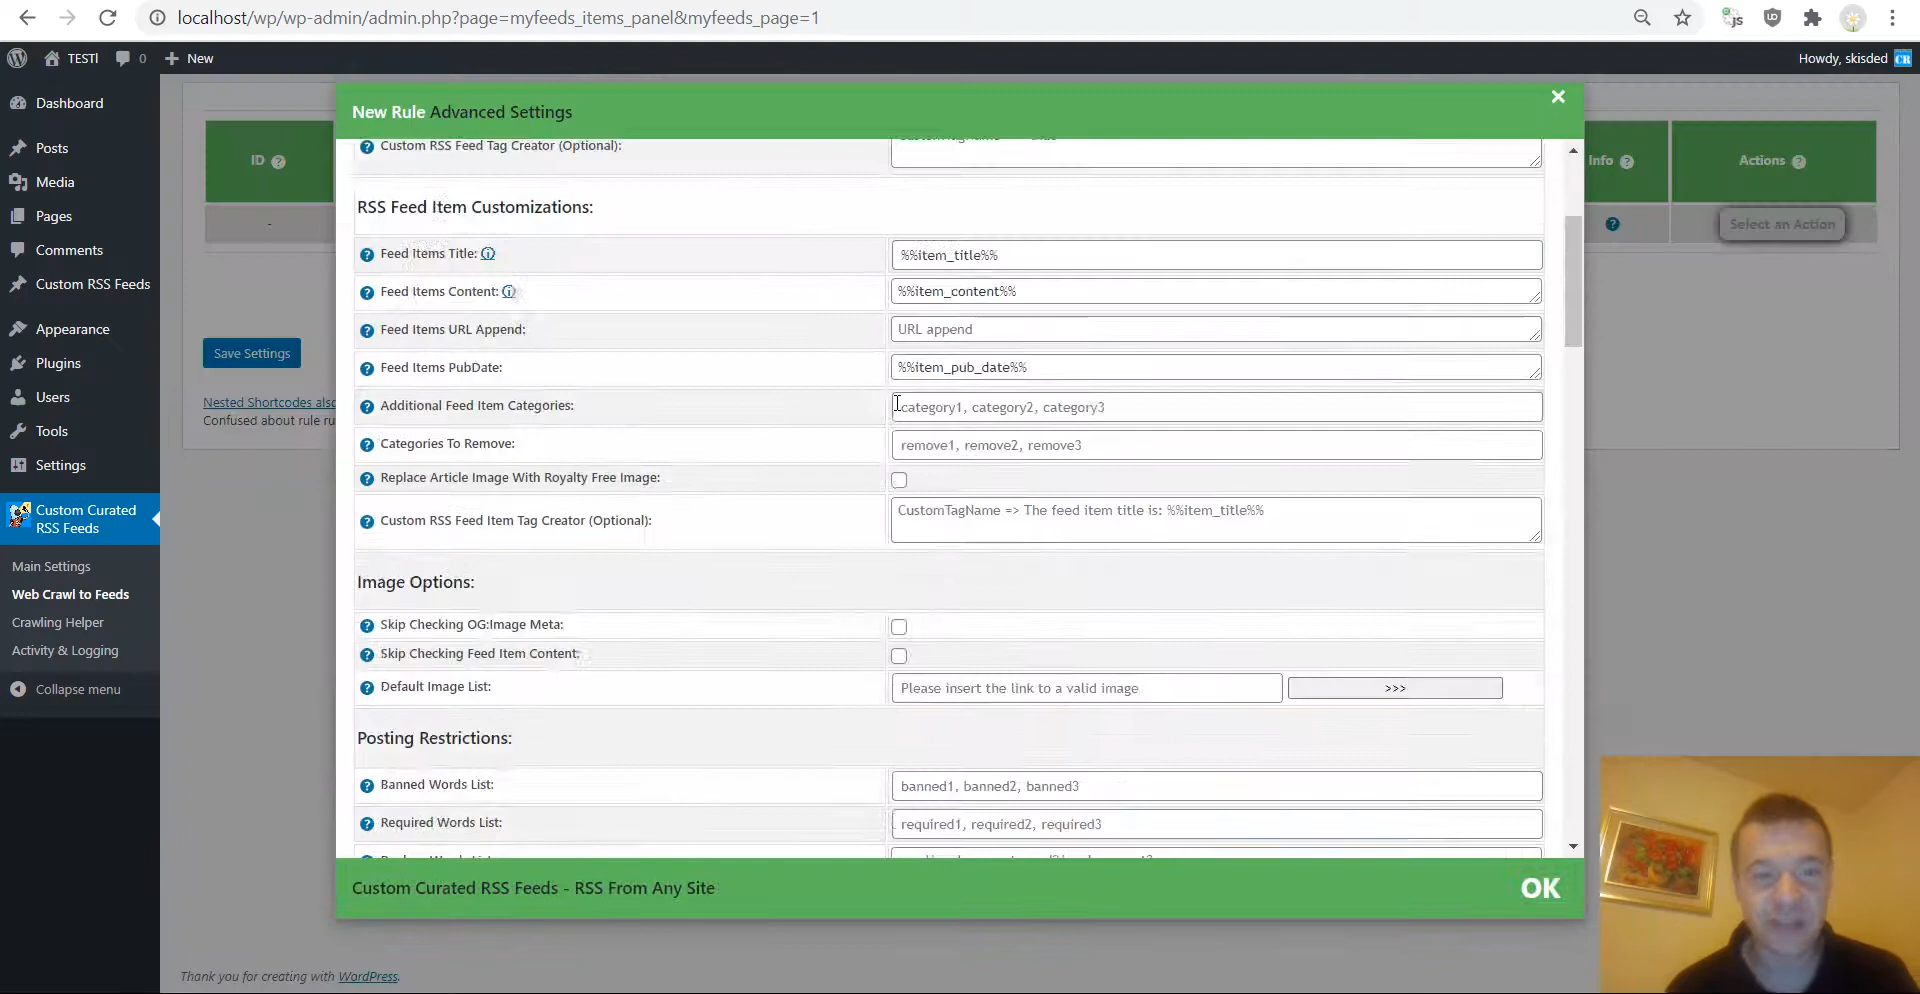 localhost/wp/wp-admin/admin.php?page=myfeeds_items_panel&myfeeds_page=1
TESTI 0 New
Howdy, skisded
Dashboard
Posts
Media
Pages
Comments
Custom RSS Feeds
Appearance
Plugins
Users
Tools
Settings
Custom Curated
RSS Feeds
Main Settings
Web Crawl to Feeds
Crawling Helper
Activity & Logging
Collapse menu
ID
-
Save Settings
Nested Shortcodes also
Confused about rule ru
Info
Actions
Select an Action
New Rule Advanced Settings
×
Custom RSS Feed Tag Creator (Optional):
RSS Feed Item Customizations:
Feed Items Title: %%item_title%%
Feed Items Content: %%item_content%%
Feed Items URL Append: URL append
Feed Items PubDate: %%item_pub_date%%
Additional Feed Item Categories: category1, category2, category3
Categories To Remove: remove1, remove2, remove3
Replace Article Image With Royalty Free Image:
Custom RSS Feed Item Tag Creator (Optional): CustomTagName => The feed item title is: %%item_title%%
Image Options:
Skip Checking OG:Image Meta:
Skip Checking Feed Item Content:
Default Image List: Please insert the link to a valid image >>>
Posting Restrictions:
Banned Words List: banned1, banned2, banned3
Required Words List: required1, required2, required3
Custom Curated RSS Feeds - RSS From Any Site
OK
Thank you for creating with WordPress.